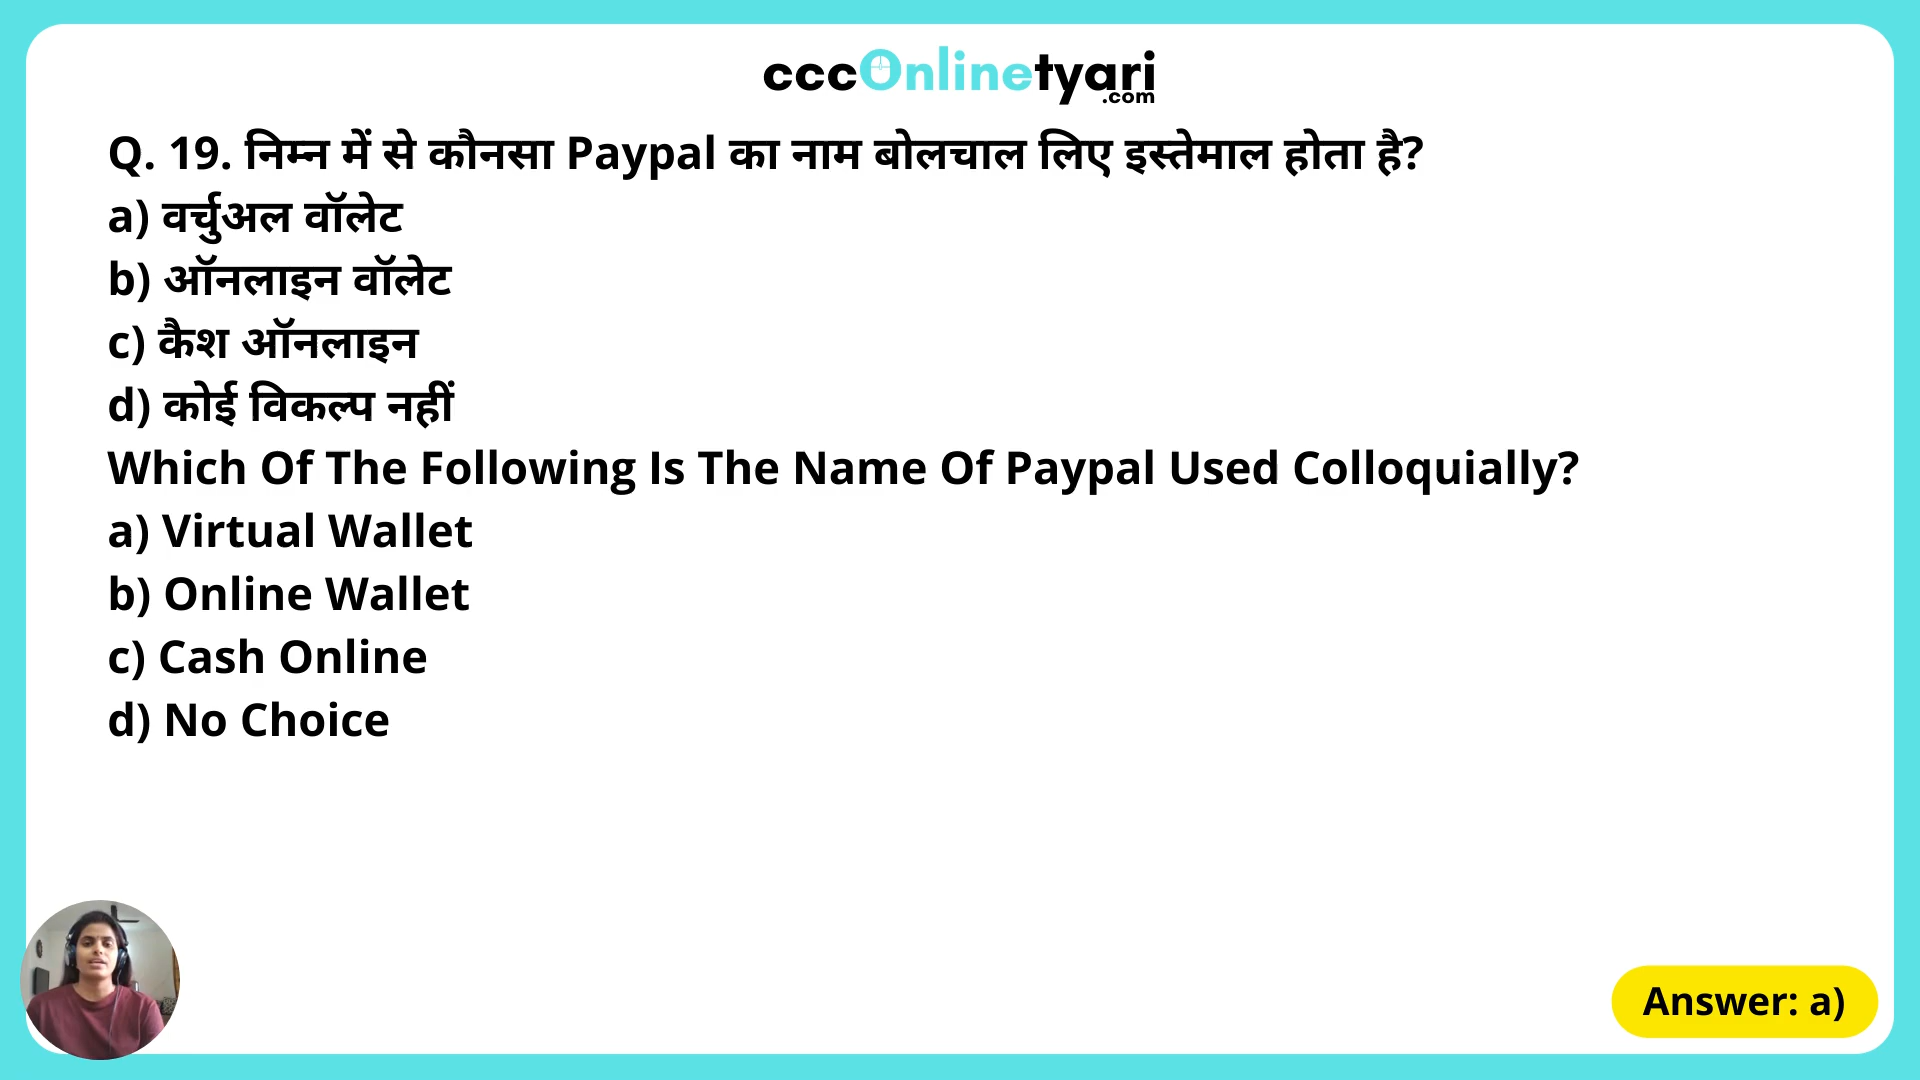 cccOnlinetyari
.com
Q. 19. निम्न में से कौनसा Paypal का नाम बोलचाल लिए इस्तेमाल होता है?
a) वर्चुअल वॉलेट
b) ऑनलाइन वॉलेट
c) कैश ऑनलाइन
d) कोई विकल्प नहीं
Which Of The Following Is The Name Of Paypal Used Colloquially?
a) Virtual Wallet
b) Online Wallet
c) Cash Online
d) No Choice
Answer: a)